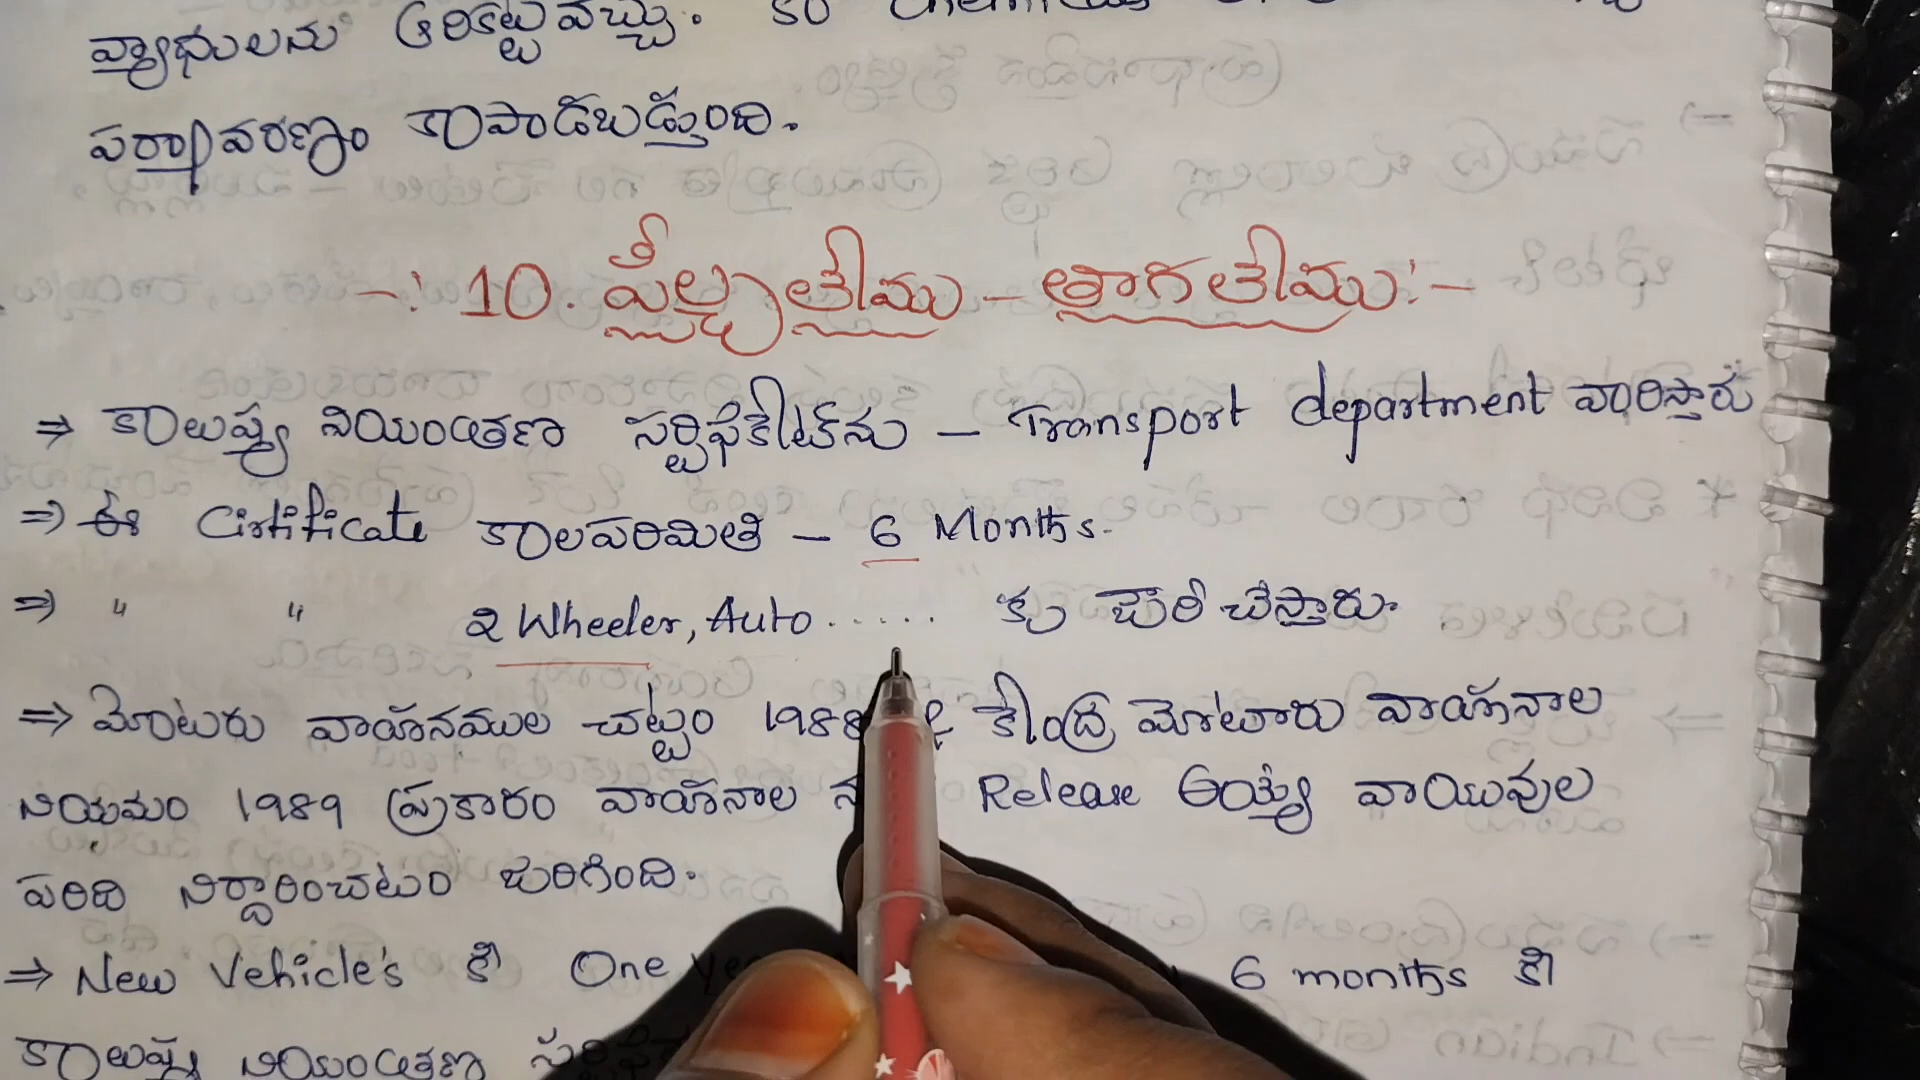 వ్యాధులను అరికట్టవచ్చు.
పర్యావరణం కాపాడబడ్తుంది.
-: 10. పీల్చలేము - త్రాగలేము :-
⇒ కాలుష్య నియంత్రణా సర్టిఫికేట్‌ను - Transport department వారిస్తారు
⇒ ఈ Cirtificate కాలపరిమితి - 6 Months.
⇒ " " 2 Wheeler, Auto ..... కు జారీ చేస్తారు.
⇒ మోటారు వాహనముల చట్టం 1988 & కేంద్ర మోటారు వాహనాల
నియమం 1989 ప్రకారం వాహనాల Release అయ్యే వాయువుల
పరిది నిర్దారించటం జరిగింది.
⇒ New Vehicle's కి One 6 months కి
కాలుష్య నియంత్రణ